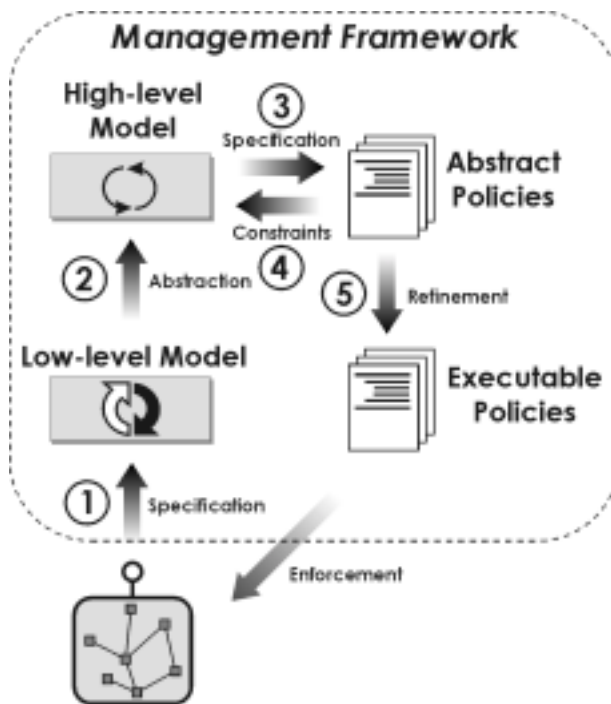 Management Framework
High-level
Model
3
Specification
Abstract
Policies
Constraints
4
2
Abstraction
5
Refinement
Low-level Model
Executable
Policies
1
Specification
Enforcement